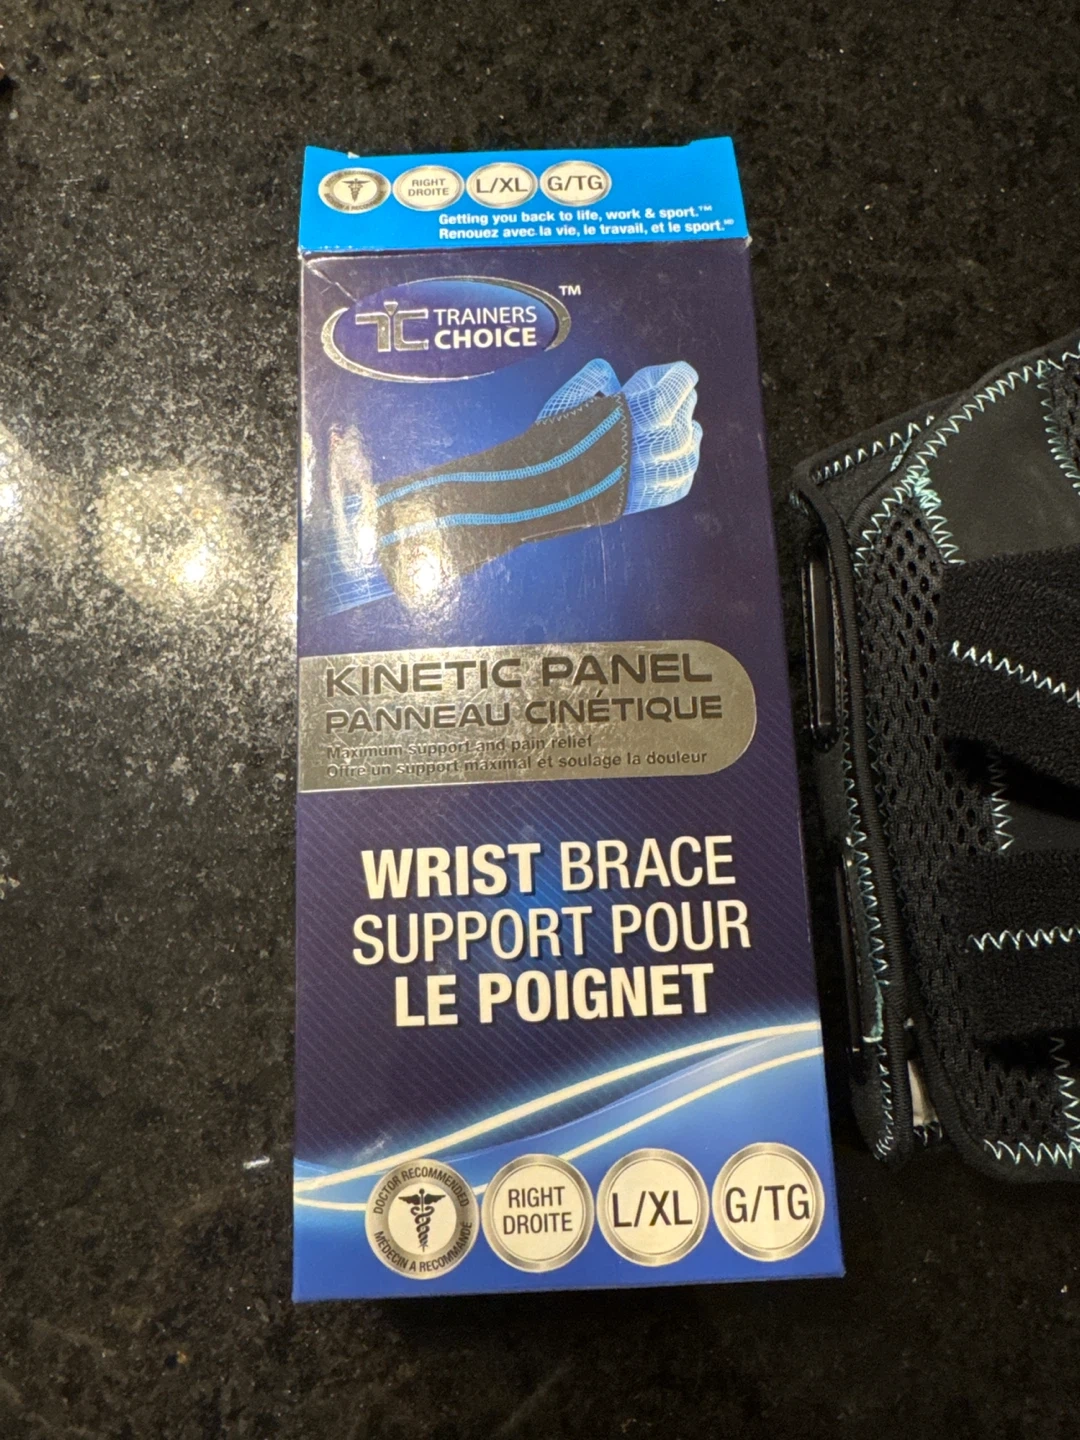 RIGHT
DROITE
L/XL
G/TG
Getting you back to life, work & sport.™
Renouez avec la vie, le travail, et le sport.MD
TC TRAINERS
CHOICE
TM
KINETIC PANEL
PANNEAU CINÉTIQUE
Maximum support and pain relief
Offre un support maximal et soulage la douleur
WRIST BRACE
SUPPORT POUR
LE POIGNET
DOCTOR RECOMMENDED
MÉDECIN A RECOMMANDÉ
RIGHT
DROITE
L/XL
G/TG